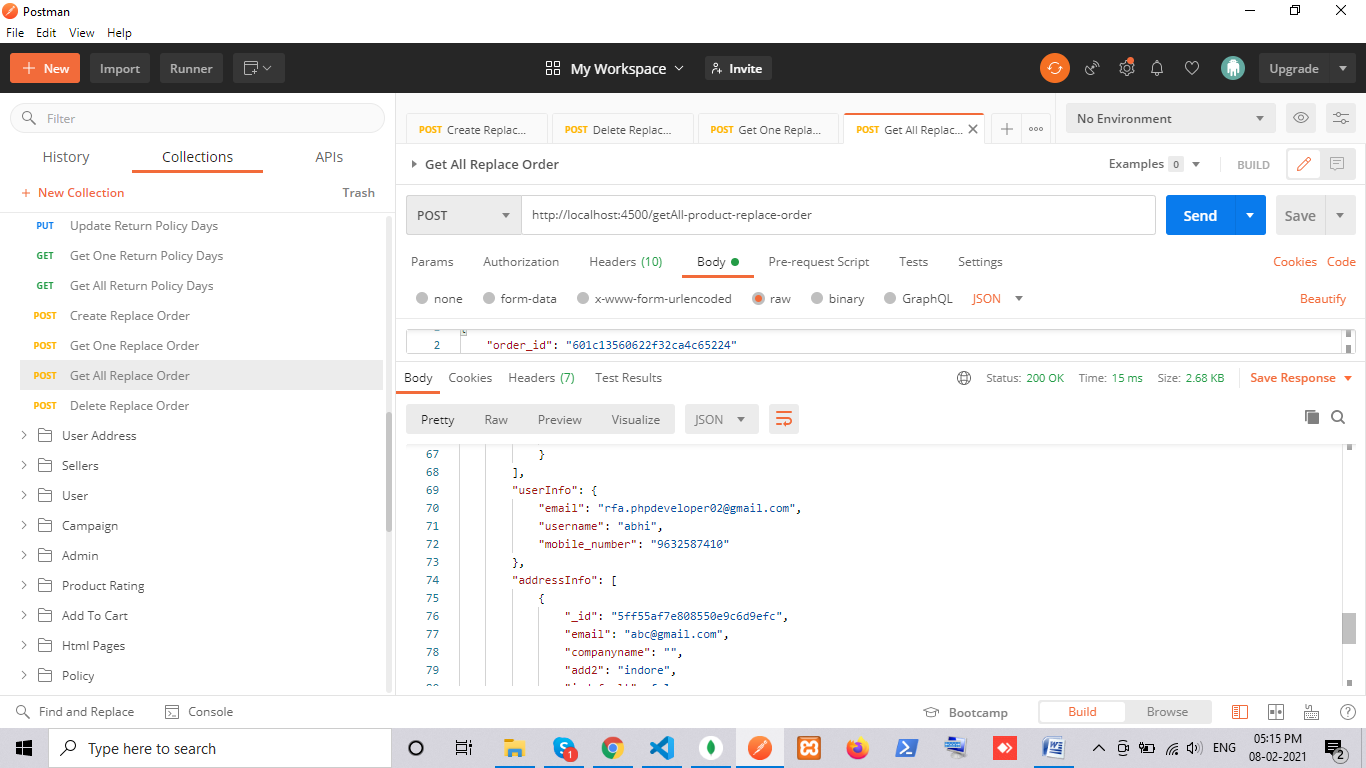 Postman
File Edit View Help
+ New Import Runner My Workspace Invite Upgrade
Filter
History Collections APIs
+ New Collection Trash
PUT Update Return Policy Days
GET Get One Return Policy Days
GET Get All Return Policy Days
POST Create Replace Order
POST Get One Replace Order
POST Get All Replace Order
POST Delete Replace Order
User Address
Sellers
User
Campaign
Admin
Product Rating
Add To Cart
Html Pages
Policy
POST Create Replac... POST Delete Replac... POST Get One Repla... POST Get All Replac... No Environment
Get All Replace Order Examples 0 BUILD
POST http://localhost:4500/getAll-product-replace-order Send Save
Params Authorization Headers (10) Body Pre-request Script Tests Settings Cookies Code
none form-data x-www-form-urlencoded raw binary GraphQL JSON Beautify
2 "order_id": "601c13560622f32ca4c65224"
Body Cookies Headers (7) Test Results Status: 200 OK Time: 15 ms Size: 2.68 KB Save Response
Pretty Raw Preview Visualize JSON
67 }
68 ],
69 "userInfo": {
70 "email": "rfa.phpdeveloper02@gmail.com",
71 "username": "abhi",
72 "mobile_number": "9632587410"
73 },
74 "addressInfo": [
75 {
76 "_id": "5ff55af7e808550e9c6d9efc",
77 "email": "abc@gmail.com",
78 "companyname": "",
79 "add2": "indore",
Find and Replace Console Bootcamp Build Browse
Type here to search 1 ENG 05:15 PM 2
08-02-2021